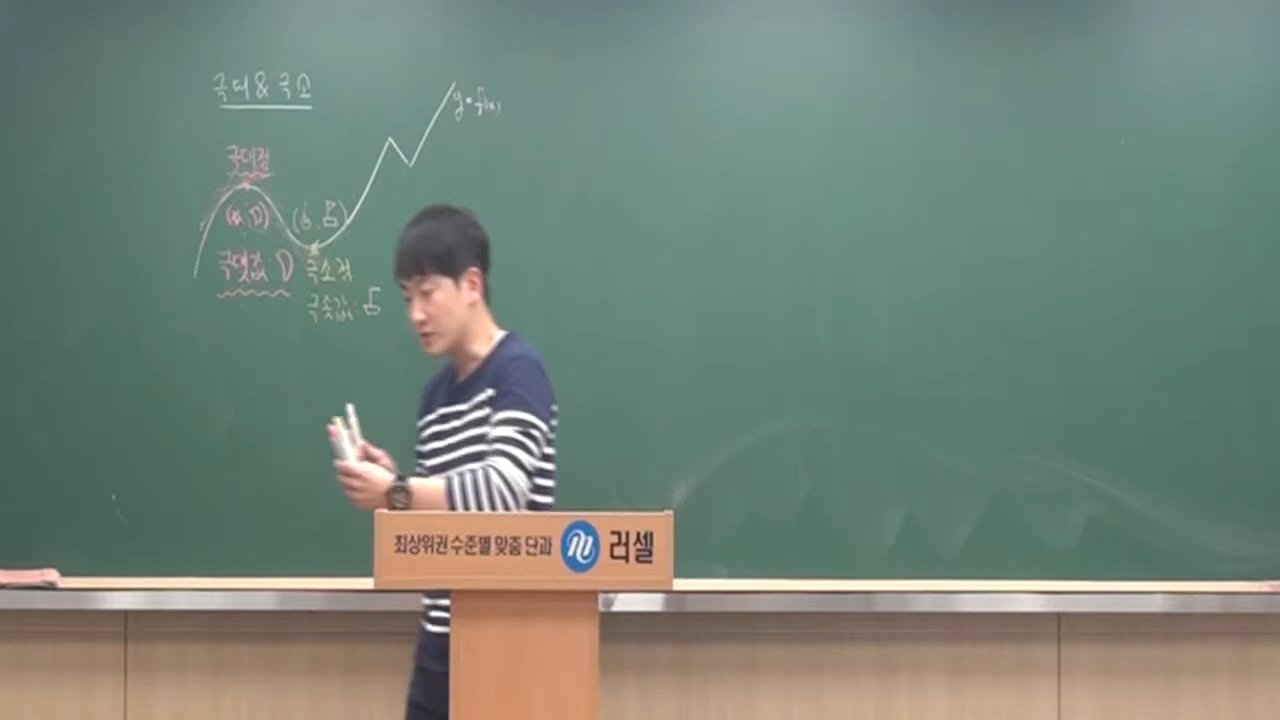 극대 & 극소
y=f(x)
극대점
극댓값:
극소점
극솟값: ㅁ
최상위권 수준별 맞춤 단과 m 러셀